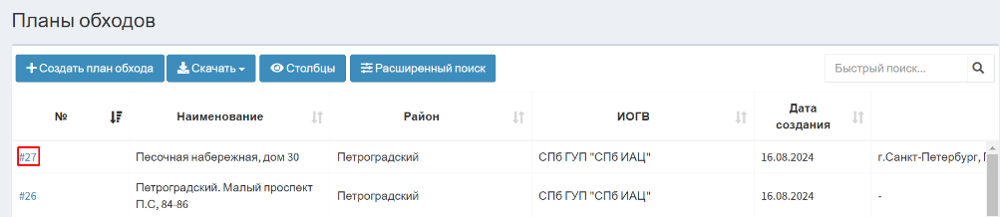 Планы обходов
Создать план обхода Скачать Столбцы Расширенный поиск Быстрый поиск...
№ Наименование Район ИОГВ Дата создания
#27 Песочная набережная, дом 30 Петроградский СПб ГУП "СПб ИАЦ" 16.08.2024 г.Санкт-Петербург,
#26 Петроградский. Малый проспект П.С, 84-86 Петроградский СПб ГУП "СПб ИАЦ" 16.08.2024 -